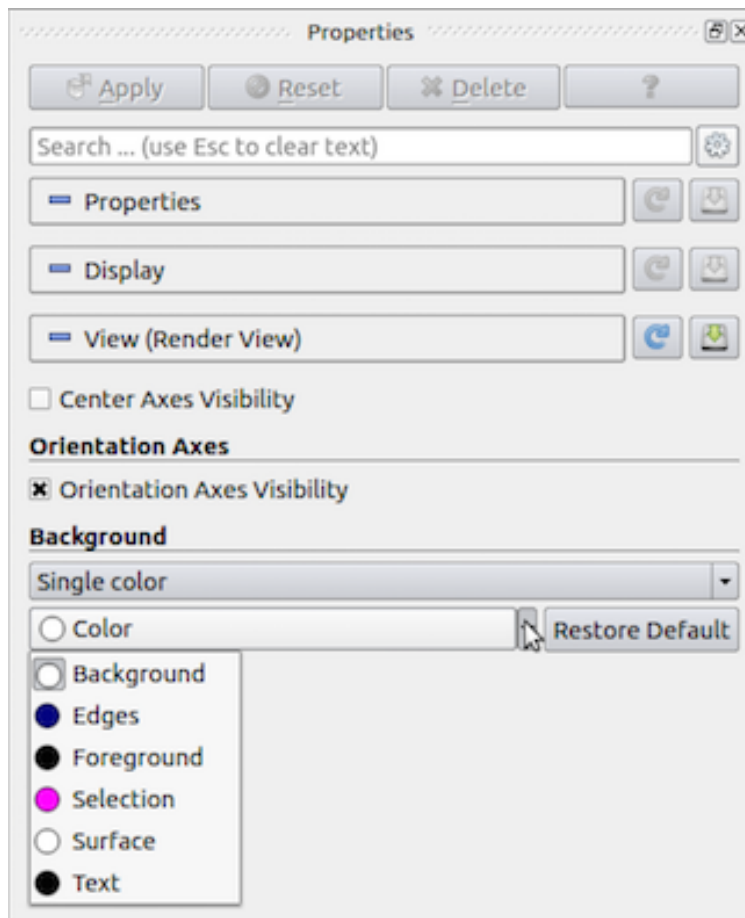 Properties
Apply Reset Delete ?
Search ... (use Esc to clear text)
Properties
Display
View (Render View)
Center Axes Visibility
Orientation Axes
Orientation Axes Visibility
Background
Single color
Color Restore Default
Background
Edges
Foreground
Selection
Surface
Text